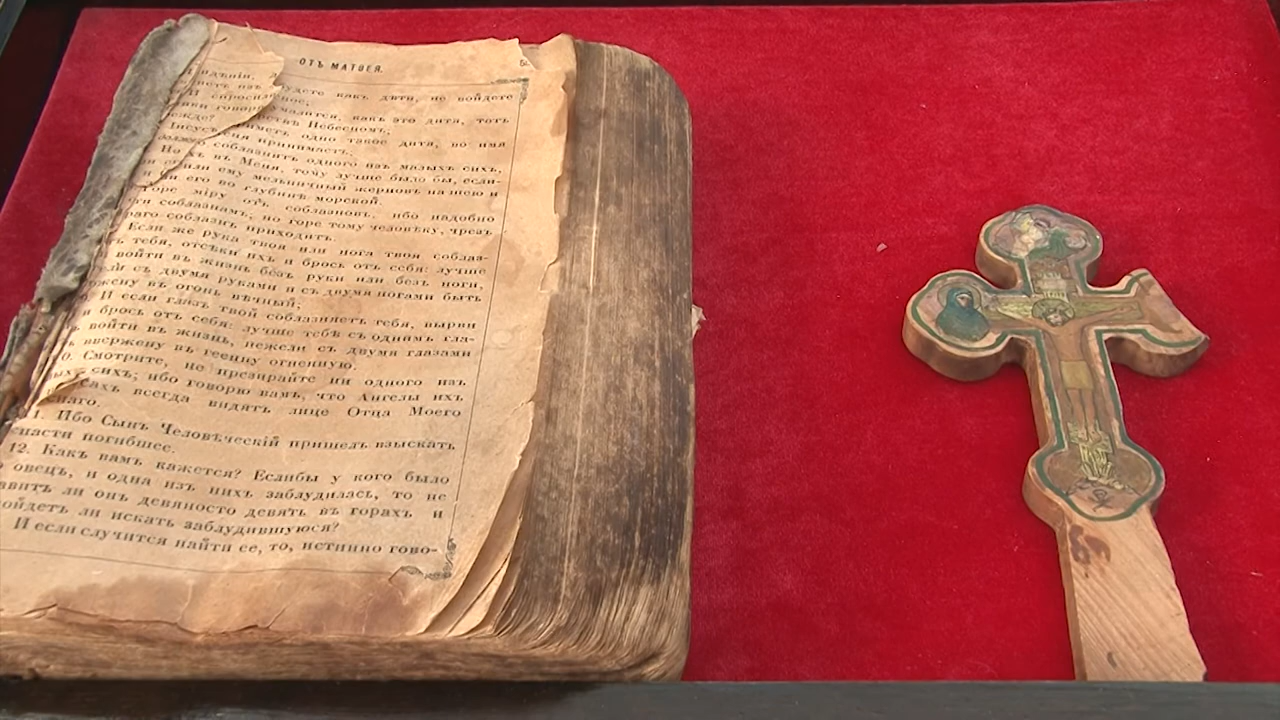 ОТЪ МАТѲЕЯ.
будете какъ дѣти, не войдете
умалится, какъ это дитя, тотъ
Небесномъ;
одно такое дитя, во имя
принимаетъ.
соблазнитъ одного изъ малыхъ сихъ,
въ Меня, тому лучше было бы, если-
ему мельничный жерновъ на шею и
его во глубинѣ морской.
міру отъ соблазновъ, ибо надобно
соблазнамъ; но горе тому человѣку, чрезъ
соблазнъ приходитъ.
Если же рука твоя или нога твоя соблаз-
тебя, отсѣки ихъ и брось отъ себя: лучше
войти въ жизнь безъ руки или безъ ноги,
съ двумя руками и съ двумя ногами быть
въ огонь вѣчный;
И если глазъ твой соблазняетъ тебя, вырви
и брось отъ себя: лучше тебѣ съ однимъ гла-
войти въ жизнь, нежели съ двумя глазами
ввержену въ геенну огненную.
Смотрите, не презирайте ни одного изъ
сихъ; ибо говорю вамъ, что Ангелы ихъ
всегда видятъ лице Отца Моего
Ибо Сынъ Человѣческій пришелъ взыскать
погибшее.
12. Какъ вамъ кажется? Еслибы у кого было
овецъ, и одна изъ нихъ заблудилась, то не
ли онъ девяносто девять въ горахъ и
ли искать заблудившуюся?
И если случится найти ее, то, истинно гово-